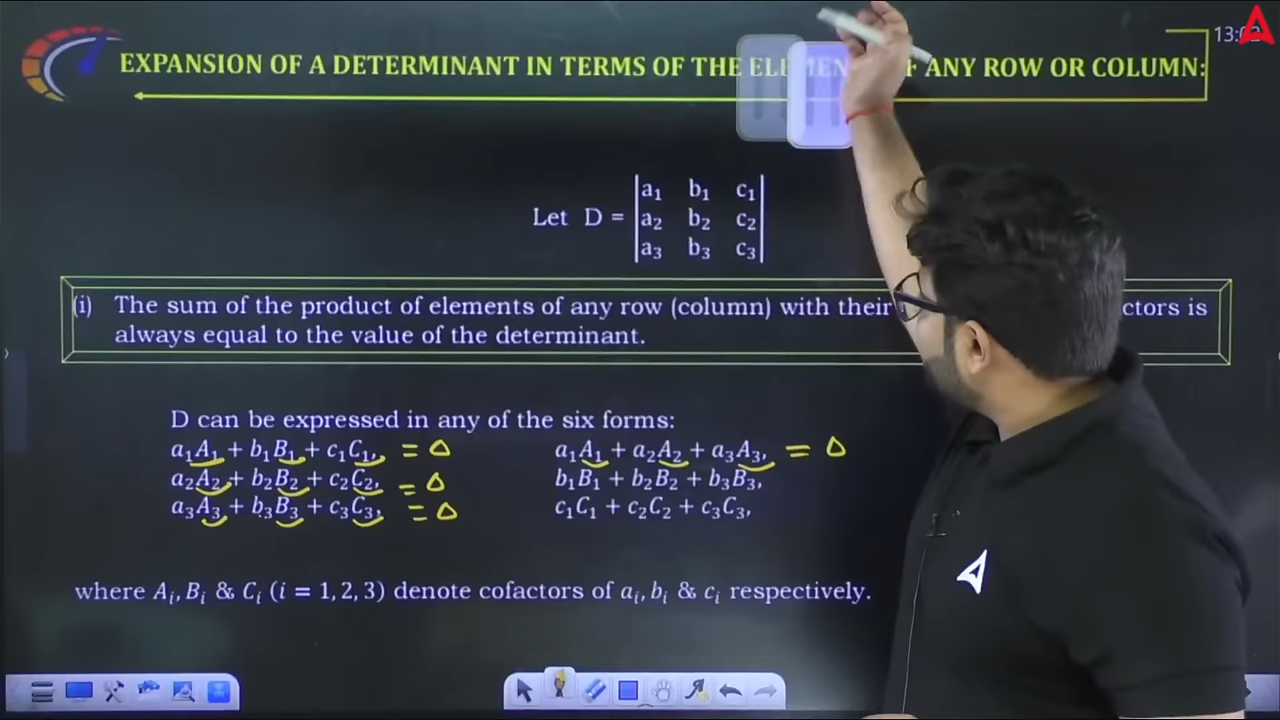 13:02
EXPANSION OF A DETERMINANT IN TERMS OF THE ELEMEN F ANY ROW OR COLUMN:
Let D = | a₁ b₁ c₁ |
| a₂ b₂ c₂ |
| a₃ b₃ c₃ |
(i) The sum of the product of elements of any row (column) with their ctors is
always equal to the value of the determinant.
D can be expressed in any of the six forms:
a₁A₁ + b₁B₁ + c₁C₁, = Δ a₁A₁ + a₂A₂ + a₃A₃, = Δ
a₂A₂ + b₂B₂ + c₂C₂, = Δ b₁B₁ + b₂B₂ + b₃B₃,
a₃A₃ + b₃B₃ + c₃C₃, = Δ c₁C₁ + c₂C₂ + c₃C₃,
where Aᵢ, Bᵢ & Cᵢ (i = 1, 2, 3) denote cofactors of aᵢ, bᵢ & cᵢ respectively.